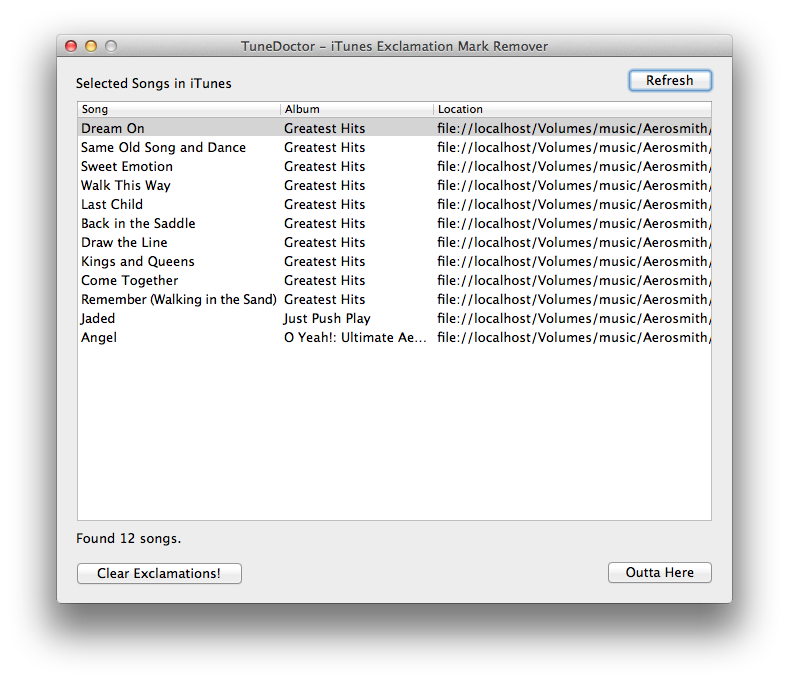 TuneDoctor – iTunes Exclamation Mark Remover
Selected Songs in iTunes Refresh
Song Album Location
Dream On Greatest Hits file://localhost/Volumes/music/Aerosmith/
Same Old Song and Dance Greatest Hits file://localhost/Volumes/music/Aerosmith/
Sweet Emotion Greatest Hits file://localhost/Volumes/music/Aerosmith/
Walk This Way Greatest Hits file://localhost/Volumes/music/Aerosmith/
Last Child Greatest Hits file://localhost/Volumes/music/Aerosmith/
Back in the Saddle Greatest Hits file://localhost/Volumes/music/Aerosmith/
Draw the Line Greatest Hits file://localhost/Volumes/music/Aerosmith/
Kings and Queens Greatest Hits file://localhost/Volumes/music/Aerosmith/
Come Together Greatest Hits file://localhost/Volumes/music/Aerosmith/
Remember (Walking in the Sand) Greatest Hits file://localhost/Volumes/music/Aerosmith/
Jaded Just Push Play file://localhost/Volumes/music/Aerosmith/
Angel O Yeah!: Ultimate Ae... file://localhost/Volumes/music/Aerosmith/
Found 12 songs.
Clear Exclamations! Outta Here